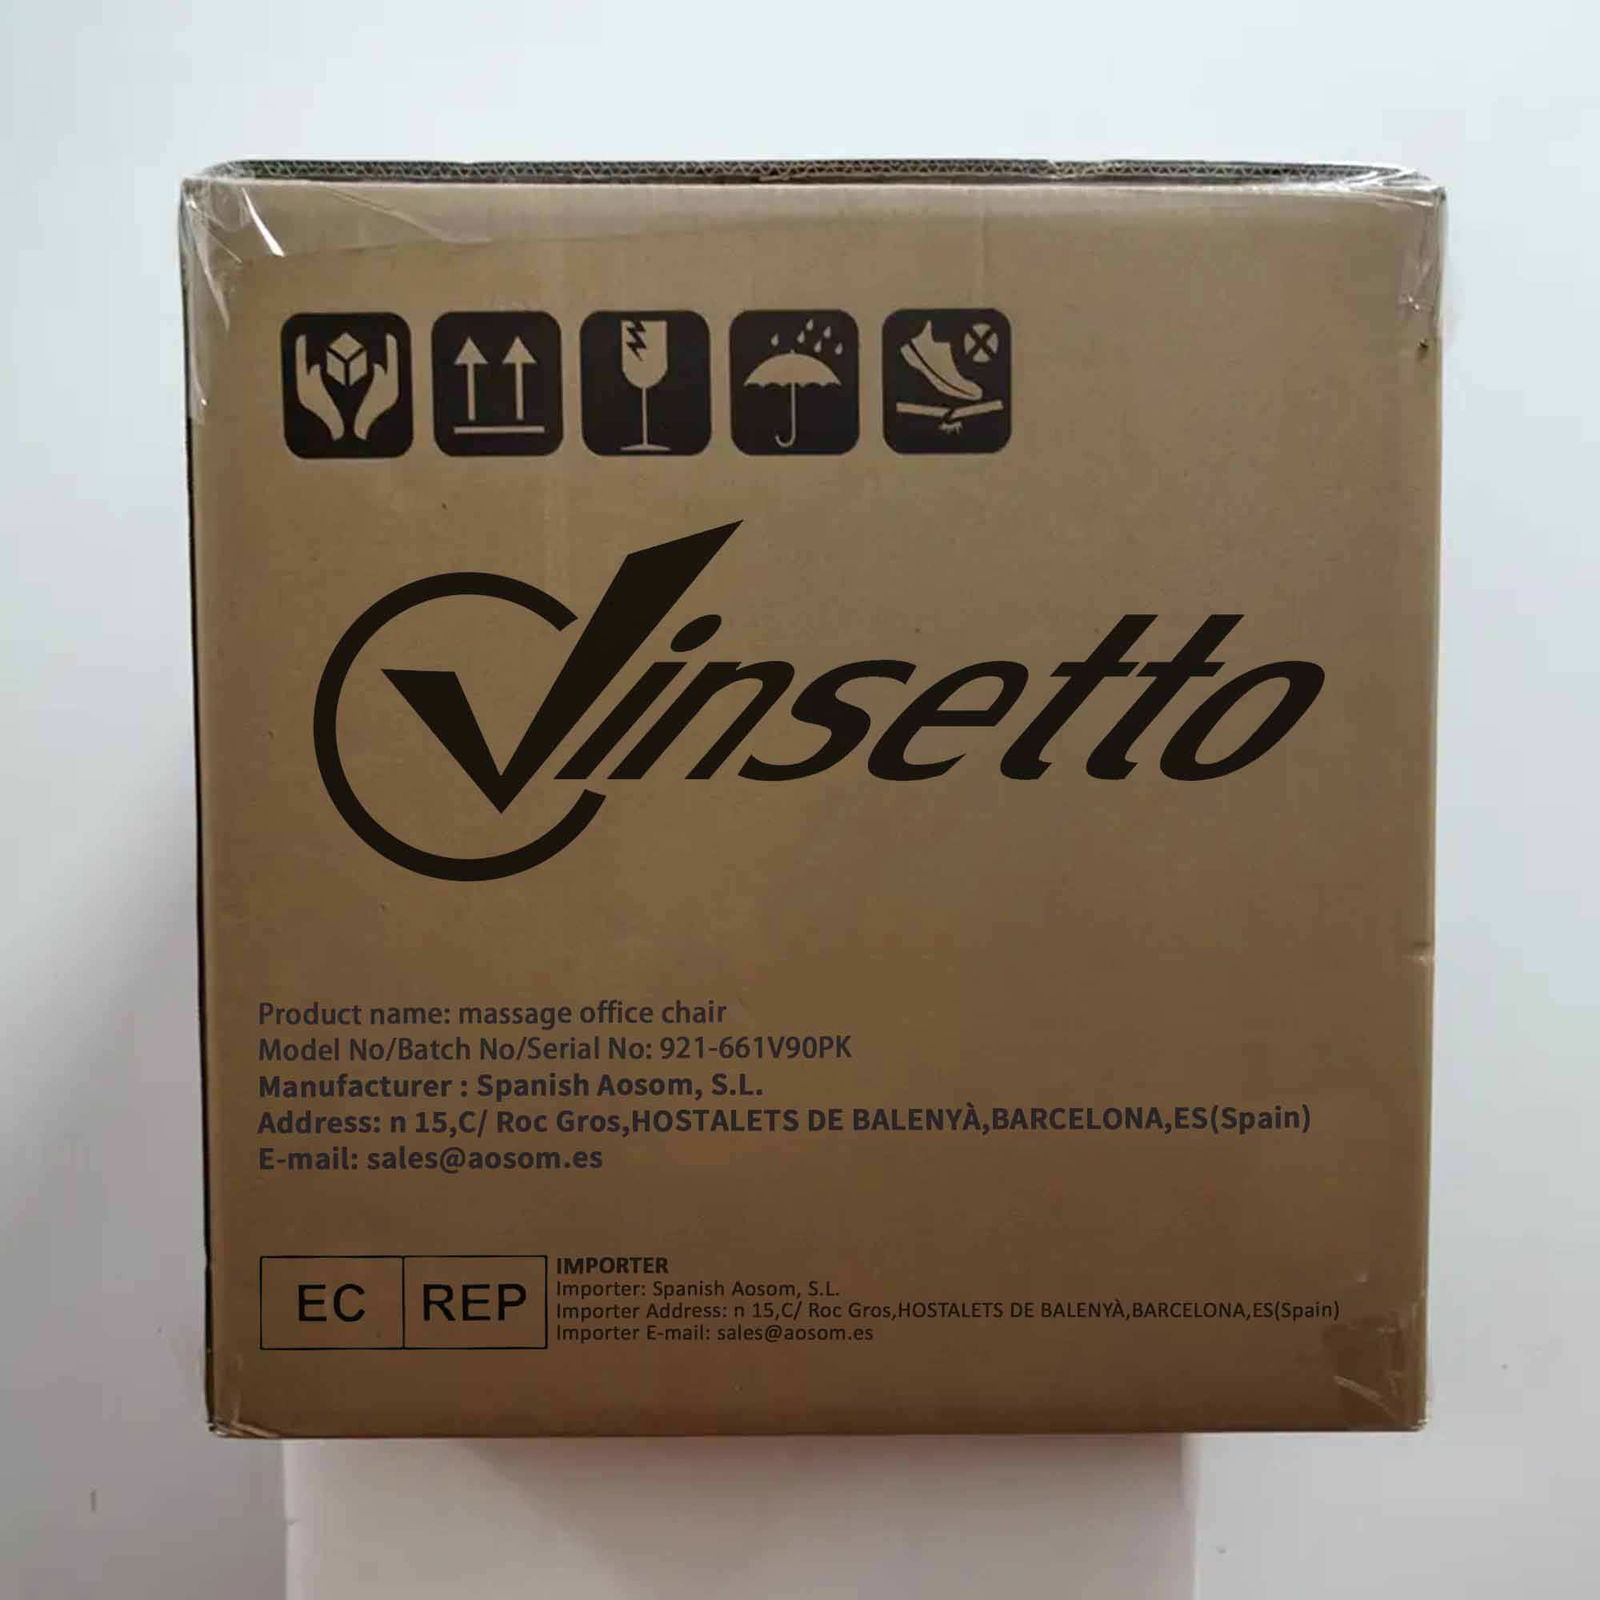 Vinsetto
Product name: massage office chair
Model No/Batch No/Serial No: 921-661V90PK
Manufacturer : Spanish Aosom, S.L.
Address: n 15,C/ Roc Gros,HOSTALETS DE BALENYÀ,BARCELONA,ES(Spain)
E-mail: sales@aosom.es
EC REP
IMPORTER
Importer: Spanish Aosom, S.L.
Importer Address: n 15,C/ Roc Gros,HOSTALETS DE BALENYÀ,BARCELONA,ES(Spain)
Importer E-mail: sales@aosom.es